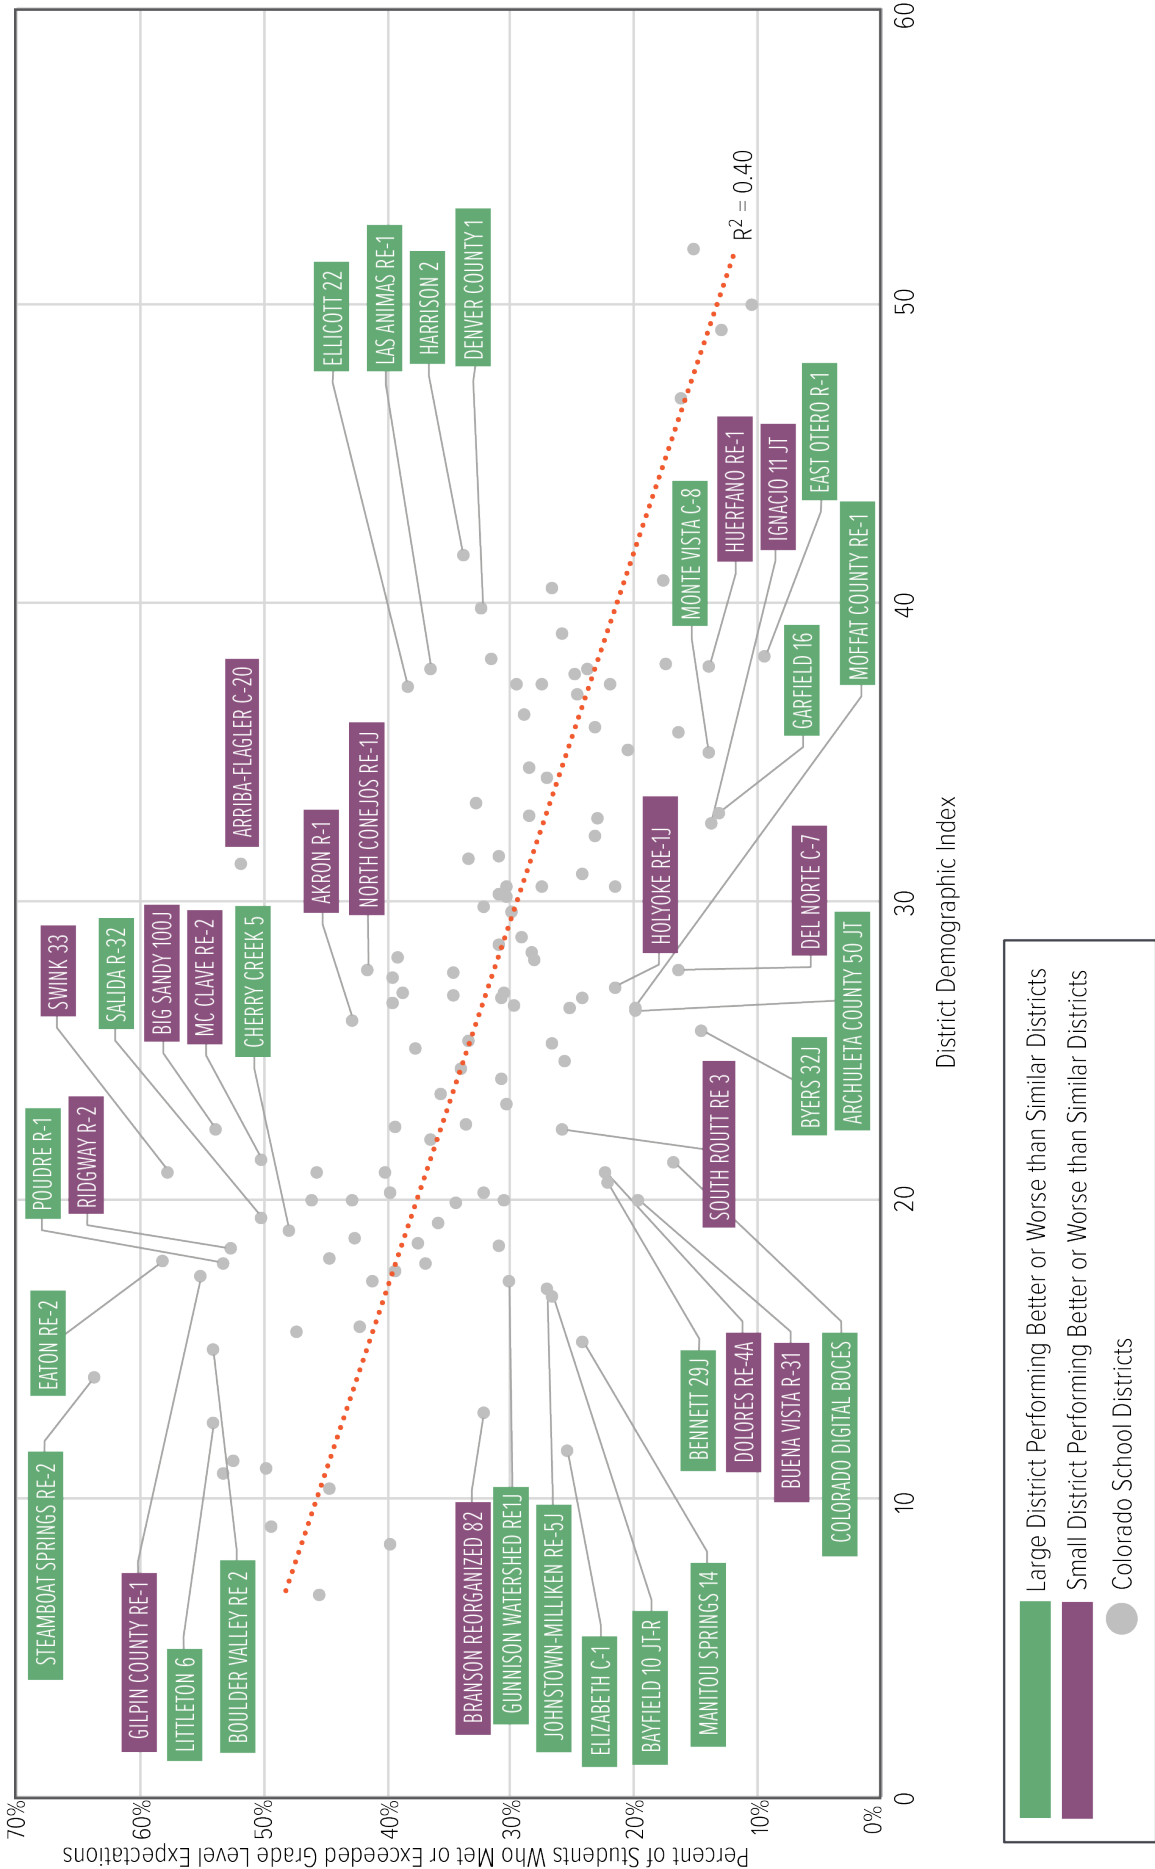 Percent of Students Who Met or Exceeded Grade Level Expectations
70%
60%
50%
40%
30%
20%
10%
0%
0
10
20
30
40
50
60
District Demographic Index
STEAMBOAT SPRINGS RE-2
EATON RE-2
POUDRE R-1
RIDGWAY R-2
SWINK 33
SALIDA R-32
BIG SANDY 100J
MC CLAVE RE-2
CHERRY CREEK 5
ARRIBA-FLAGLER C-20
AKRON R-1
NORTH CONEJOS RE-1J
ELLICOTT 22
LAS ANIMAS RE-1
HARRISON 2
DENVER COUNTY 1
R² = 0.40
GILPIN COUNTY RE-1
LITTLETON 6
BOULDER VALLEY RE 2
BRANSON REORGANIZED 82
GUNNISON WATERSHED RE1J
JOHNSTOWN-MILLIKEN RE-5J
ELIZABETH C-1
BAYFIELD 10 JT-R
MANITOU SPRINGS 14
BENNETT 29J
DOLORES RE-4A
BUENA VISTA R-31
COLORADO DIGITAL BOCES
SOUTH ROUTT RE 3
BYERS 32J
ARCHULETA COUNTY 50 JT
HOLYOKE RE-1J
DEL NORTE C-7
MONTE VISTA C-8
HUERFANO RE-1
IGNACIO 11 JT
EAST OTERO R-1
GARFIELD 16
MOFFAT COUNTY RE-1
Large District Performing Better or Worse than Similar Districts
Small District Performing Better or Worse than Similar Districts
Colorado School Districts